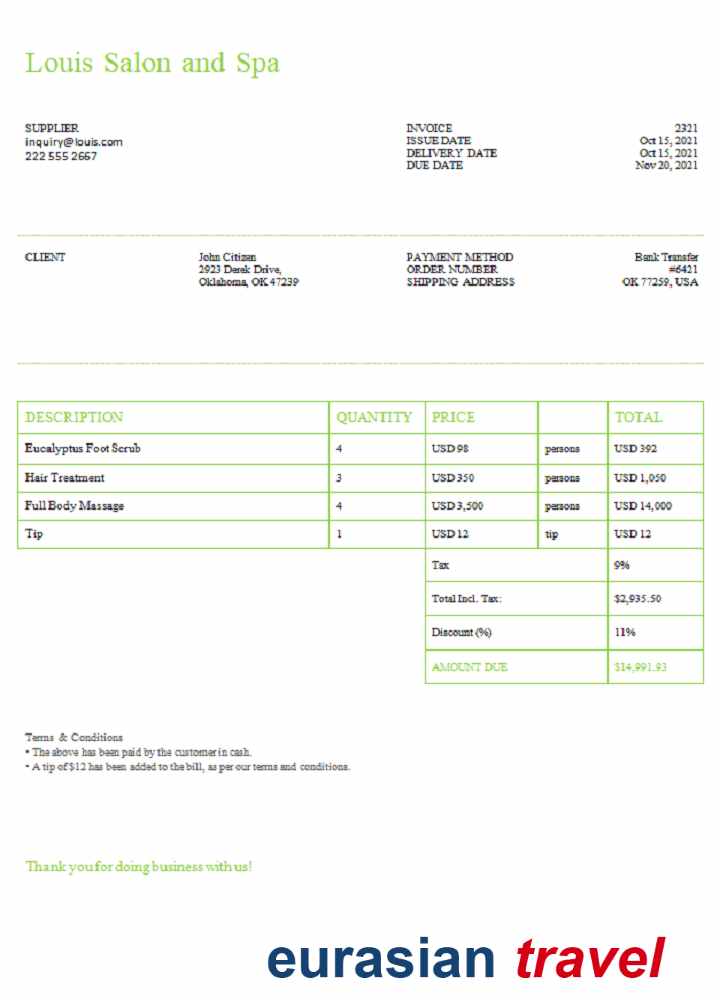 Louis Salon and Spa
SUPPLIER
inquiry@louis.com
222 555 2667
INVOICE 2321
ISSUE DATE Oct 15, 2021
DELIVERY DATE Oct 15, 2021
DUE DATE Nov 20, 2021
CLIENT
John Citizen
2923 Derek Drive,
Oklahoma, OK 47239
PAYMENT METHOD Bank Transfer
ORDER NUMBER #6421
SHIPPING ADDRESS OK 77259, USA
DESCRIPTION QUANTITY PRICE TOTAL
Eucalyptus Foot Scrub 4 USD 98 persons USD 392
Hair Treatment 3 USD 350 persons USD 1,050
Full Body Massage 4 USD 3,500 persons USD 14,000
Tip 1 USD 12 tip USD 12
Tax 9%
Total Incl. Tax: $2,935.50
Discount (%) 11%
AMOUNT DUE $14,991.93
Terms & Conditions
• The above has been paid by the customer in cash.
• A tip of $12 has been added to the bill, as per our terms and conditions.
Thank you for doing business with us!
eurasian travel